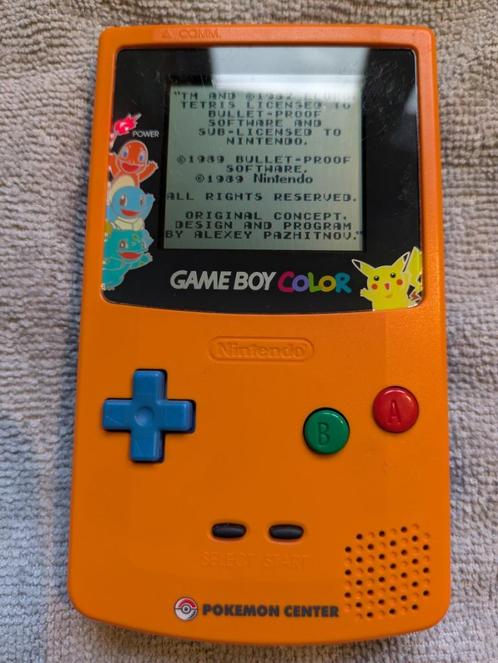 COMM.
POWER
"TM AND ©1987 ELORG,
TETRIS LICENSED TO
BULLET-PROOF
SOFTWARE AND
SUB-LICENSED TO
NINTENDO.
©1989 BULLET-PROOF
SOFTWARE.
©1989 Nintendo
ALL RIGHTS RESERVED.
ORIGINAL CONCEPT,
DESIGN AND PROGRAM
BY ALEXEY PAZHITNOV."
GAME BOY COLOR
Nintendo
B
A
SELECT START
POKEMON CENTER